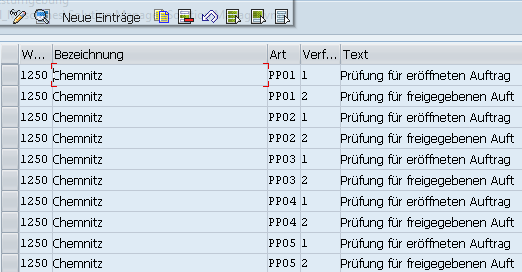 Neue Einträge
W... Bezeichnung Art Verf... Text
1250 Chemnitz PP01 1 Prüfung für eröffneten Auftrag
1250 Chemnitz PP01 2 Prüfung für freigegebenen Auft
1250 Chemnitz PP02 1 Prüfung für eröffneten Auftrag
1250 Chemnitz PP02 2 Prüfung für freigegebenen Auft
1250 Chemnitz PP03 1 Prüfung für eröffneten Auftrag
1250 Chemnitz PP03 2 Prüfung für freigegebenen Auft
1250 Chemnitz PP04 1 Prüfung für eröffneten Auftrag
1250 Chemnitz PP04 2 Prüfung für freigegebenen Auft
1250 Chemnitz PP05 1 Prüfung für eröffneten Auftrag
1250 Chemnitz PP05 2 Prüfung für freigegebenen Auft